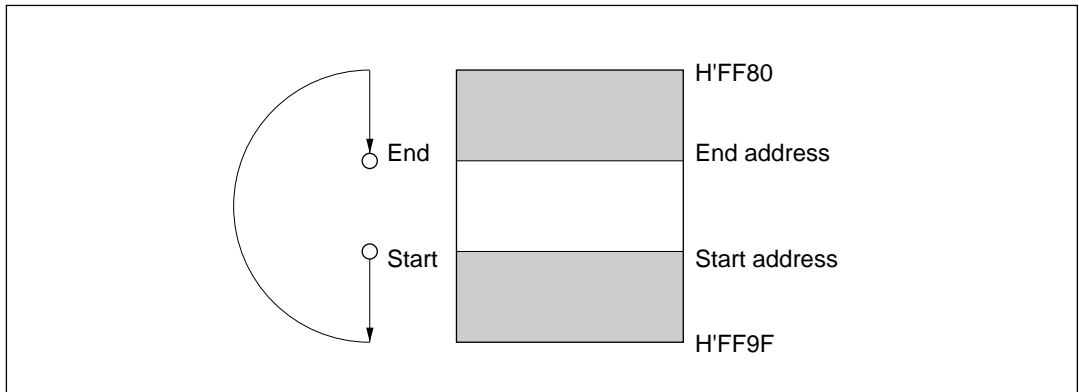 H'FF80
End
End address
Start
Start address
H'FF9F